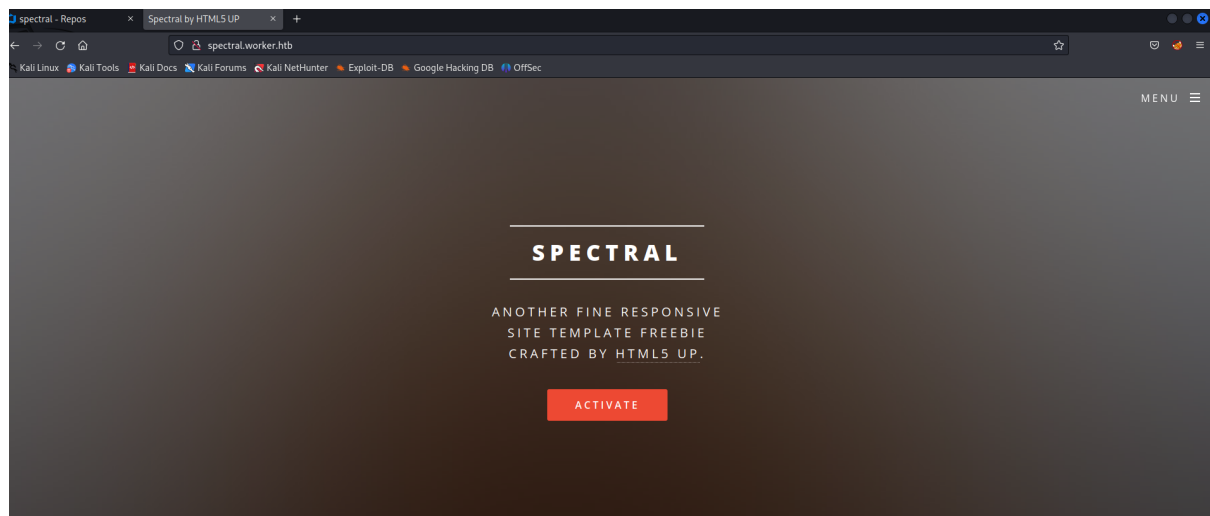 spectral - Repos × Spectral by HTML5 UP × +
spectral.worker.htb
Kali Linux Kali Tools Kali Docs Kali Forums Kali NetHunter Exploit-DB Google Hacking DB OffSec
MENU
SPECTRAL
ANOTHER FINE RESPONSIVE
SITE TEMPLATE FREEBIE
CRAFTED BY HTML5 UP.
ACTIVATE